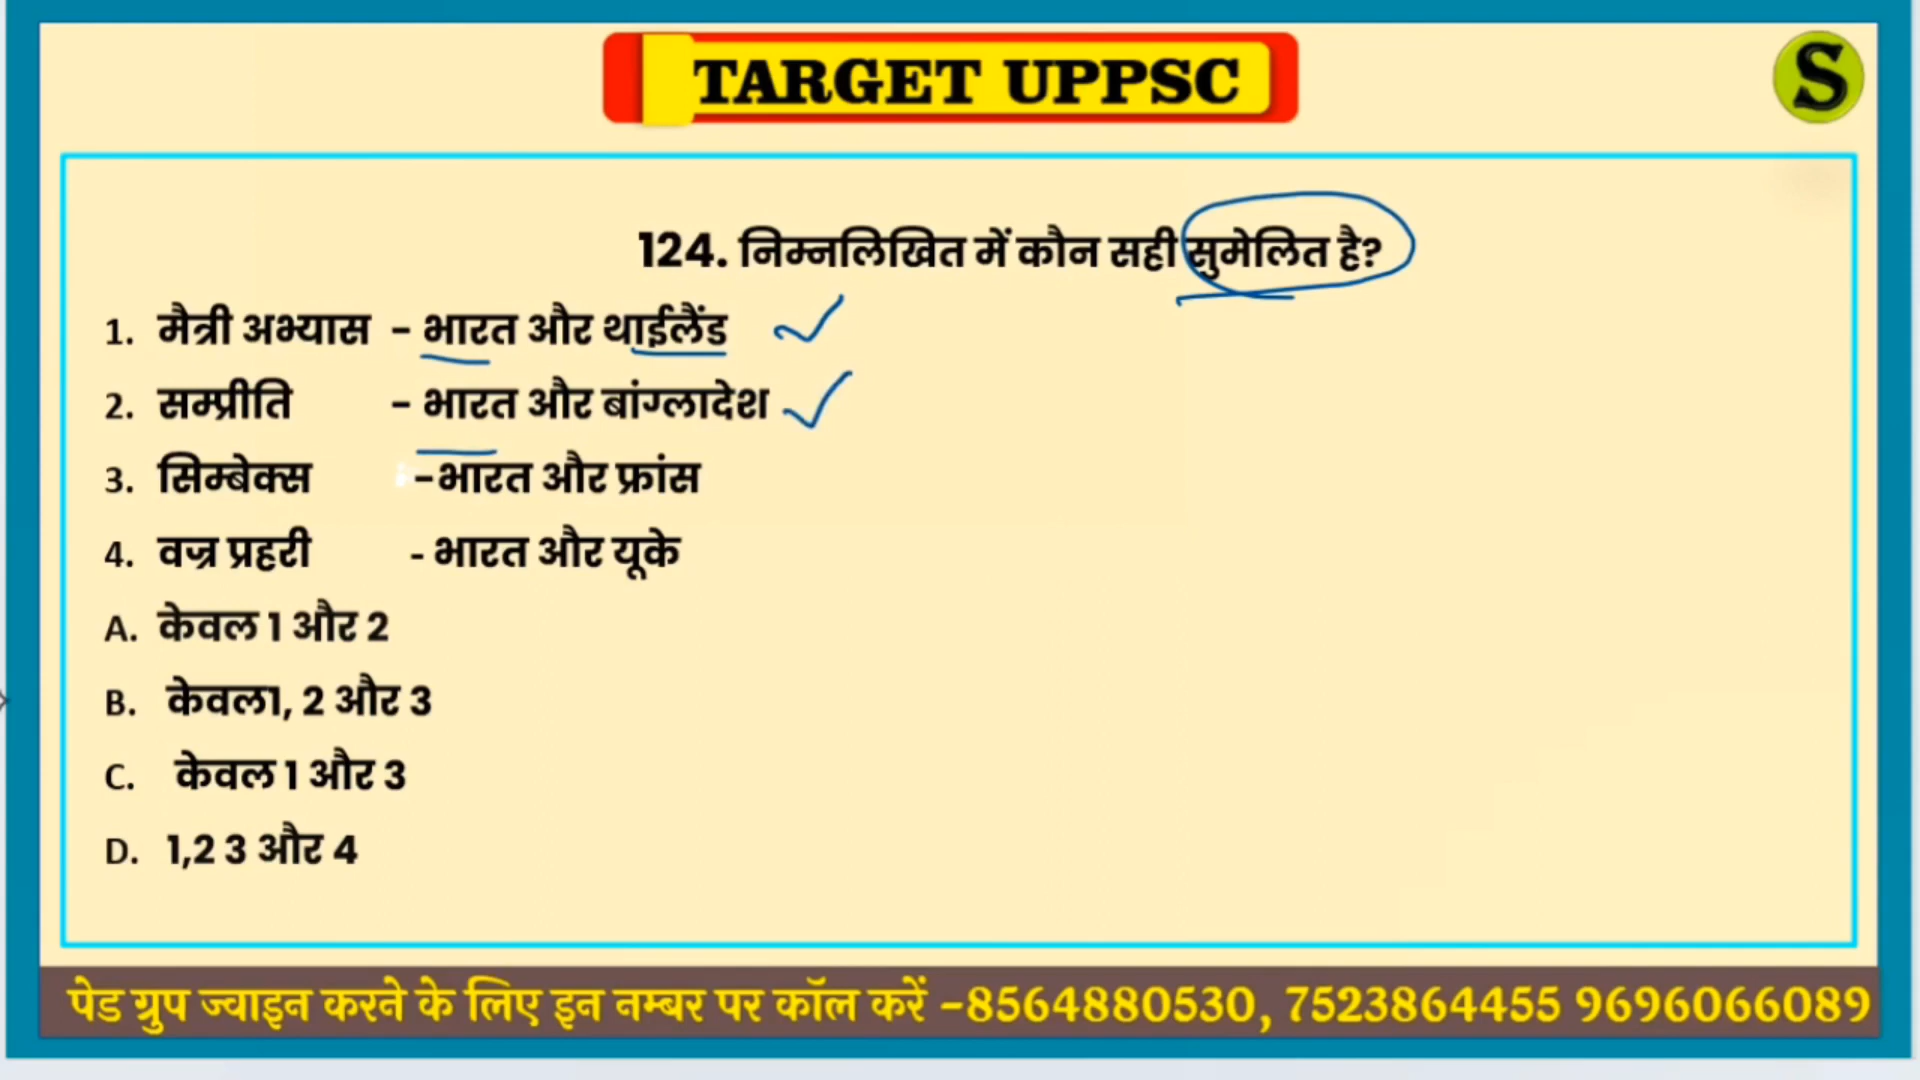 TARGET UPPSC
S
124. निम्नलिखित में कौन सही सुमेलित है?
1. मैत्री अभ्यास - भारत और थाईलैंड
2. सम्प्रीति - भारत और बांग्लादेश
3. सिम्बेक्स -भारत और फ्रांस
4. वज्र प्रहरी - भारत और यूके
A. केवल 1 और 2
B. केवल1, 2 और 3
C. केवल 1 और 3
D. 1,2 3 और 4
पेड ग्रुप ज्वाइन करने के लिए इन नम्बर पर कॉल करें -8564880530, 7523864455 9696066089